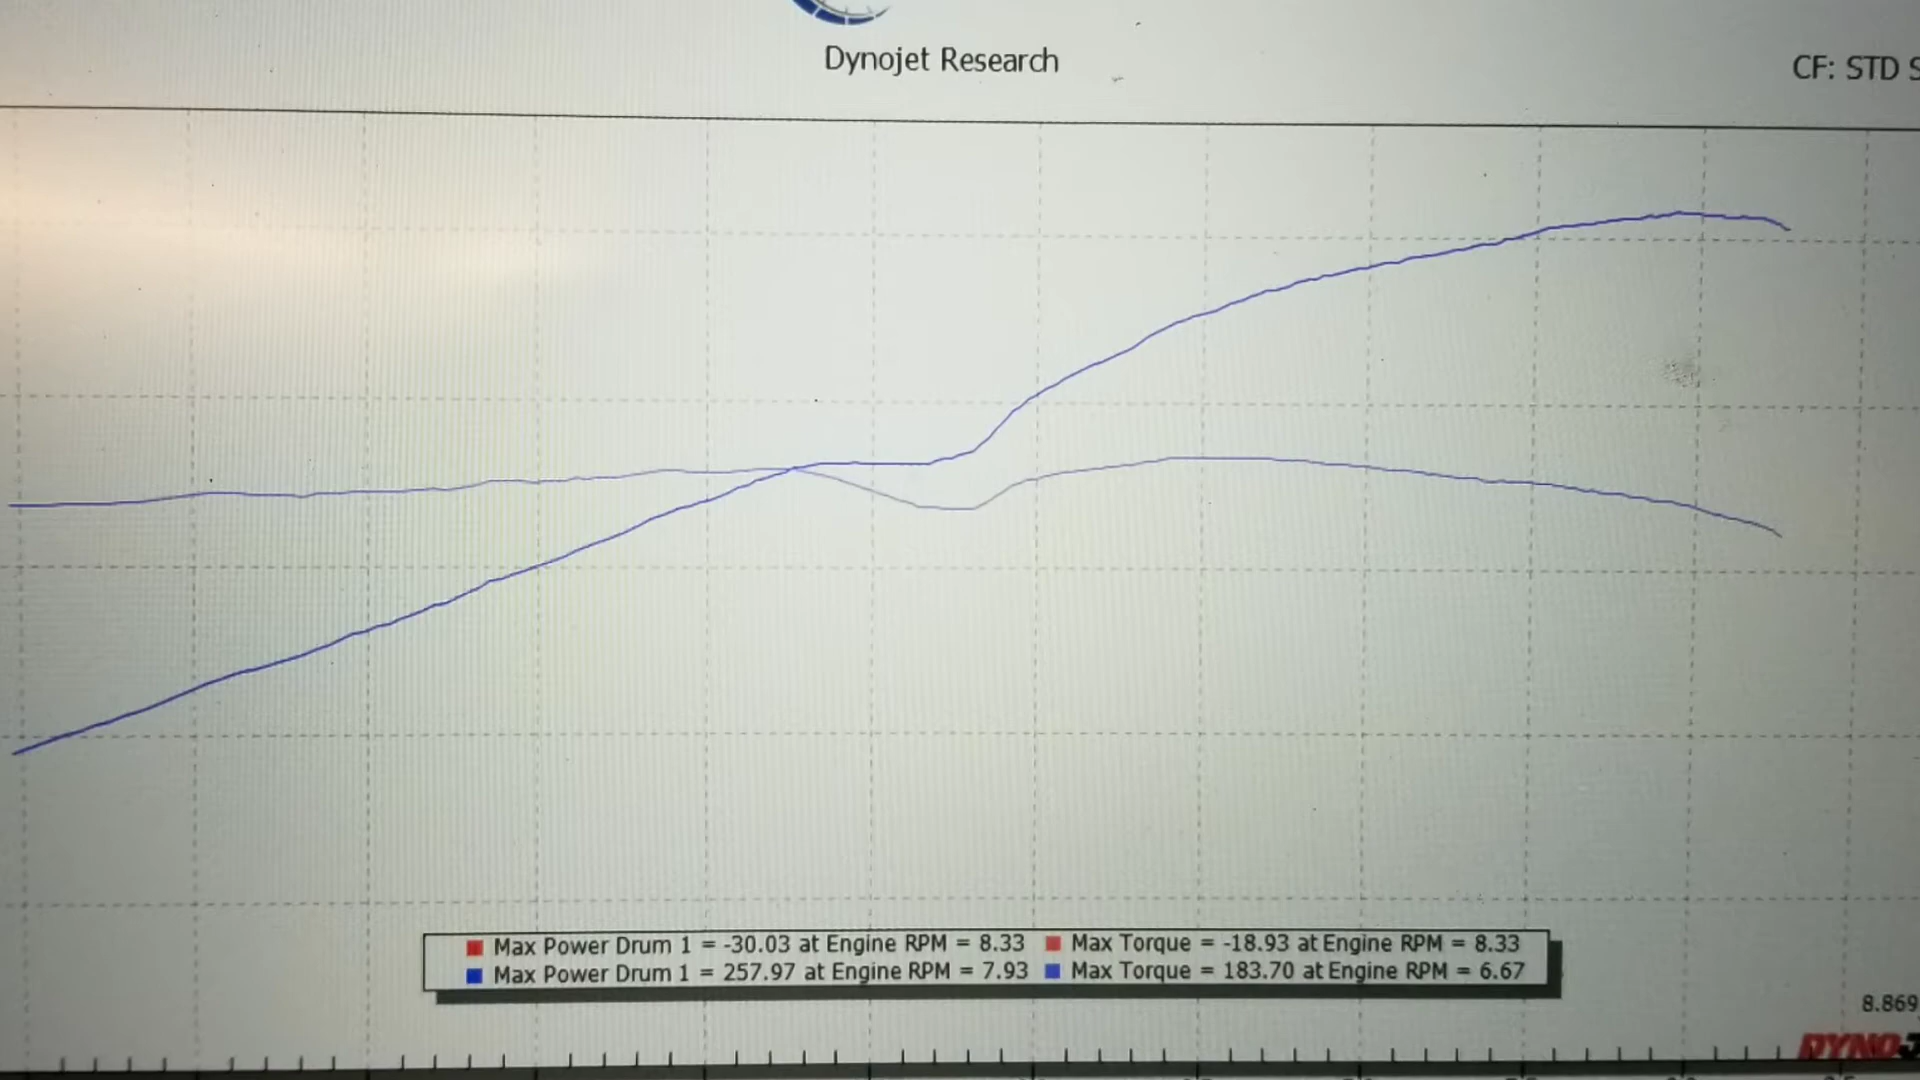 Dynojet Research
CF: STD S
Max Power Drum 1 = -30.03 at Engine RPM = 8.33 Max Torque = -18.93 at Engine RPM = 8.33
Max Power Drum 1 = 257.97 at Engine RPM = 7.93 Max Torque = 183.70 at Engine RPM = 6.67
8.869
DYNOJ